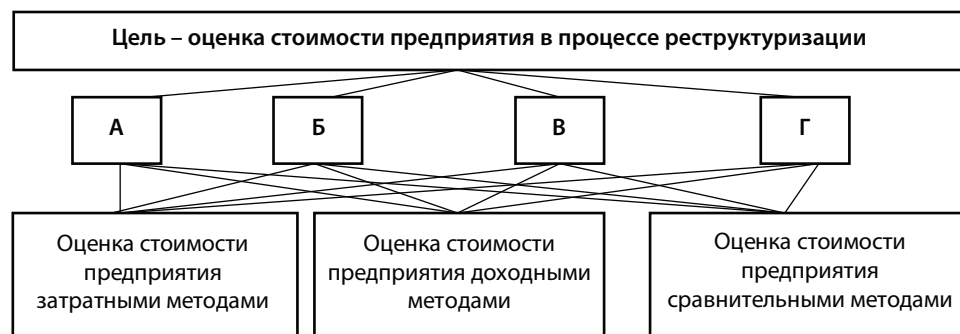 Цель – оценка стоимости предприятия в процессе реструктуризации
А
Б
В
Г
Оценка стоимости
предприятия
затратными методами
Оценка стоимости
предприятия доходными
методами
Оценка стоимости
предприятия
сравнительными методами